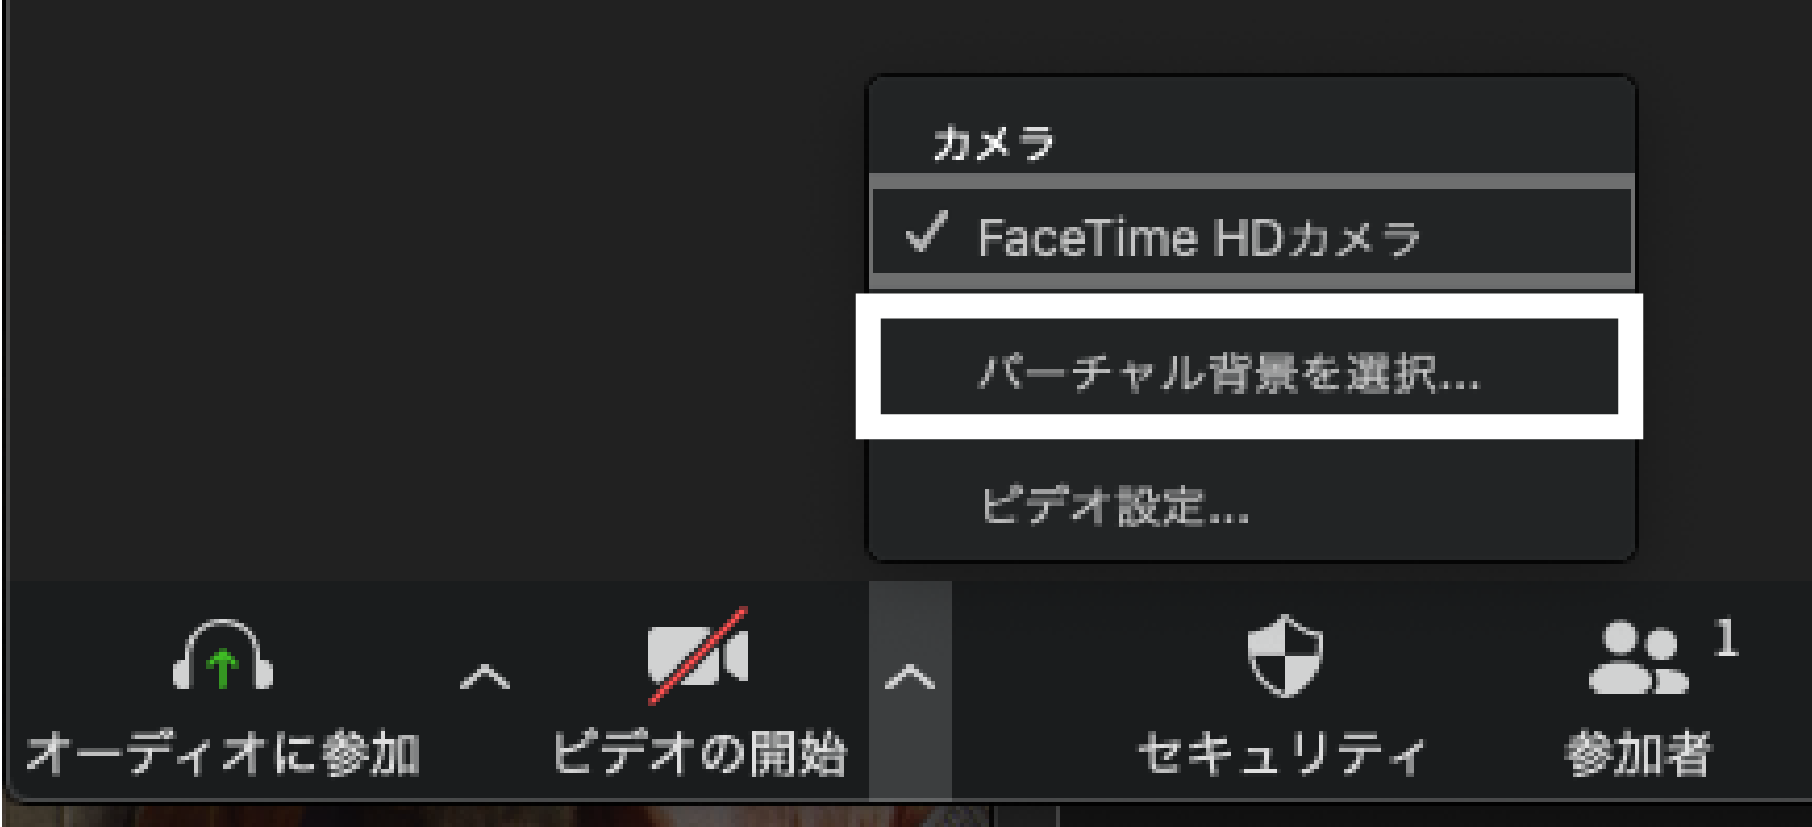 カメラ
✓ FaceTime HDカメラ
バーチャル背景を選択...
ビデオ設定...
オーディオに参加
ビデオの開始
セキュリティ
参加者
1